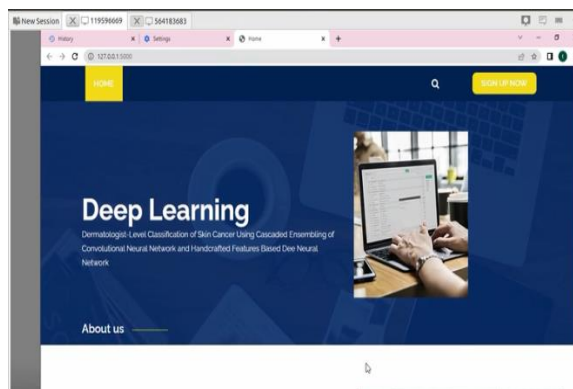 New Session 119596669 564183683
History Settings Home
127.0.0.1:5000
HOME SIGN UP NOW
Deep Learning
Dermatologist-Level Classification of Skin Cancer Using Cascaded Ensembling of
Convolutional Neural Network and Handcrafted Features Based Dee Neural
Network
About us